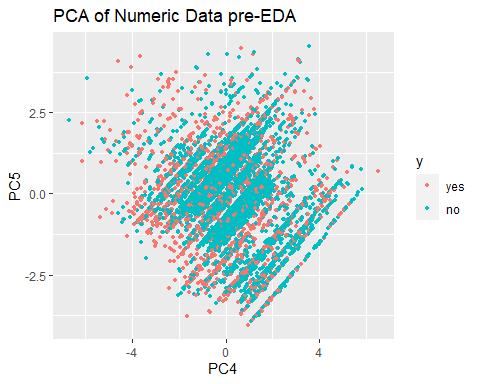 PCA of Numeric Data pre-EDA
2.5
0.0
-2.5
PC5
-4
0
4
PC4
y
yes
no